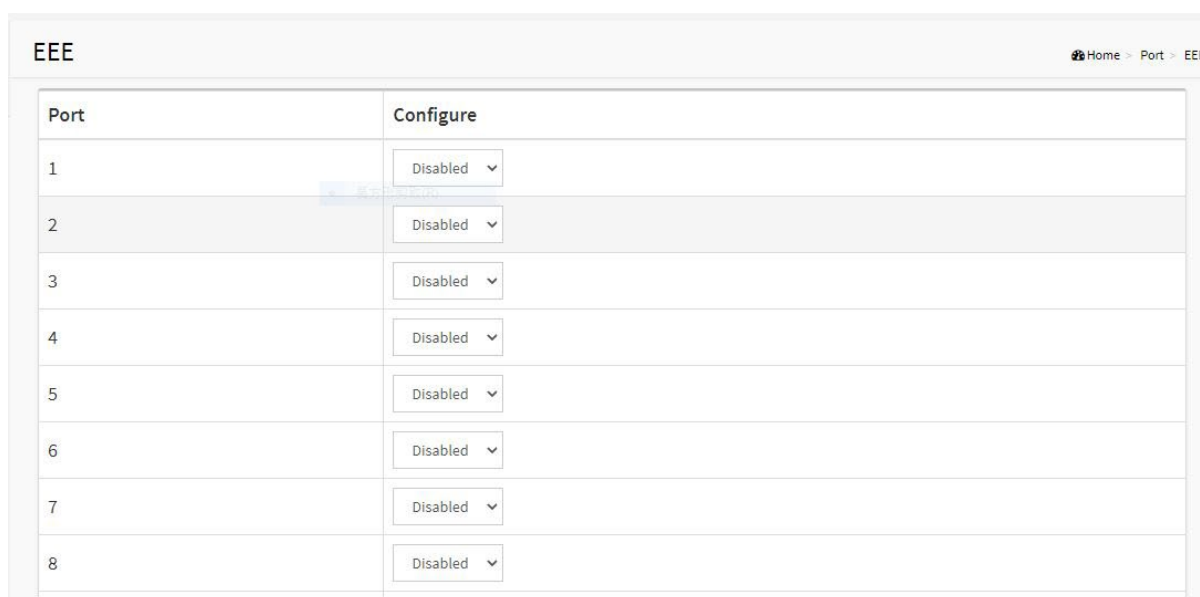 EEE
Home > Port > EE
Port Configure
1 Disabled
2 Disabled
3 Disabled
4 Disabled
5 Disabled
6 Disabled
7 Disabled
8 Disabled